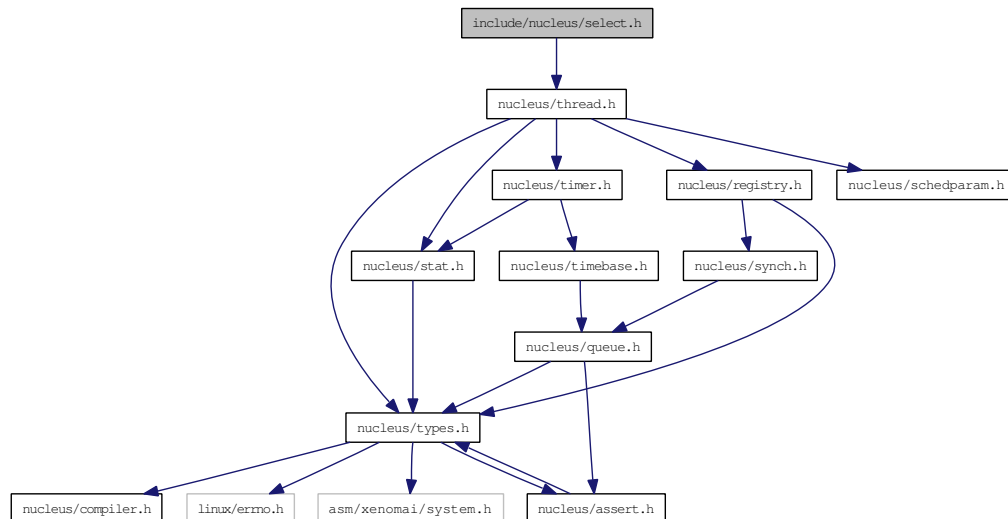 include/nucleus/select.h
nucleus/thread.h
nucleus/timer.h
nucleus/registry.h
nucleus/schedparam.h
nucleus/stat.h
nucleus/timebase.h
nucleus/synch.h
nucleus/queue.h
nucleus/types.h
nucleus/compiler.h
linux/errno.h
asm/xenomai/system.h
nucleus/assert.h